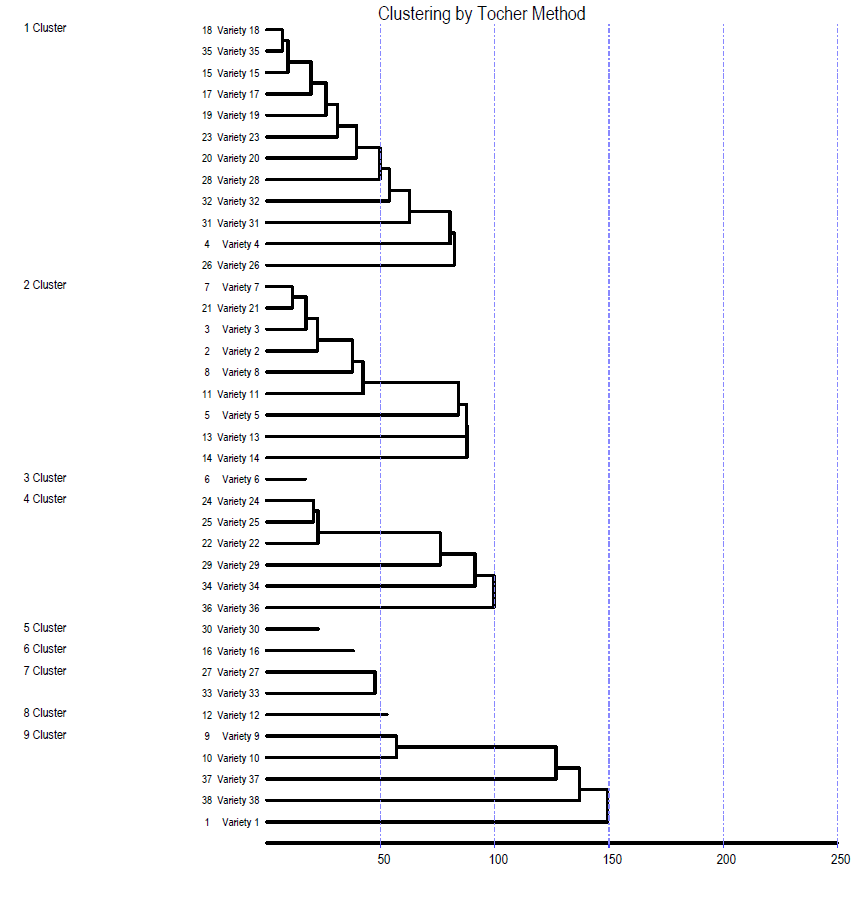 Clustering by Tocher Method
1 Cluster 18 Variety 18
35 Variety 35
15 Variety 15
17 Variety 17
19 Variety 19
23 Variety 23
20 Variety 20
28 Variety 28
32 Variety 32
31 Variety 31
4 Variety 4
26 Variety 26
2 Cluster 7 Variety 7
21 Variety 21
3 Variety 3
2 Variety 2
8 Variety 8
11 Variety 11
5 Variety 5
13 Variety 13
14 Variety 14
3 Cluster 6 Variety 6
4 Cluster 24 Variety 24
25 Variety 25
22 Variety 22
29 Variety 29
34 Variety 34
36 Variety 36
5 Cluster 30 Variety 30
6 Cluster 16 Variety 16
7 Cluster 27 Variety 27
33 Variety 33
8 Cluster 12 Variety 12
9 Cluster 9 Variety 9
10 Variety 10
37 Variety 37
38 Variety 38
1 Variety 1
50 100 150 200 250